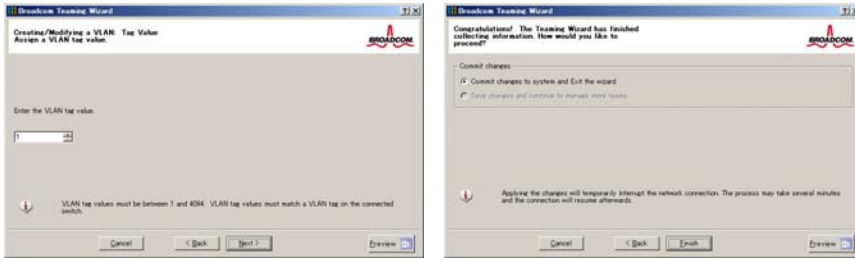 Broadcom Teaming Wizard
Creating/Modifying a VLAN: Tag Value
Assign a VLAN tag value.
BROADCOM
Enter the VLAN tag value:
1
VLAN tag values must be between 1 and 4094. VLAN tag values must match a VLAN tag on the connected
switch.
Cancel
< Back
Next >
Preview
Broadcom Teaming Wizard
Congratulations! The Teaming Wizard has finished
collecting information. How would you like to
proceed?
BROADCOM
Commit changes
Commit changes to system and Exit the wizard
Save changes and continue to manage more teams
Applying the changes will temporarily interrupt the network connection. The process may take several minutes
and the connection will resume afterwards.
Cancel
< Back
Finish
Preview